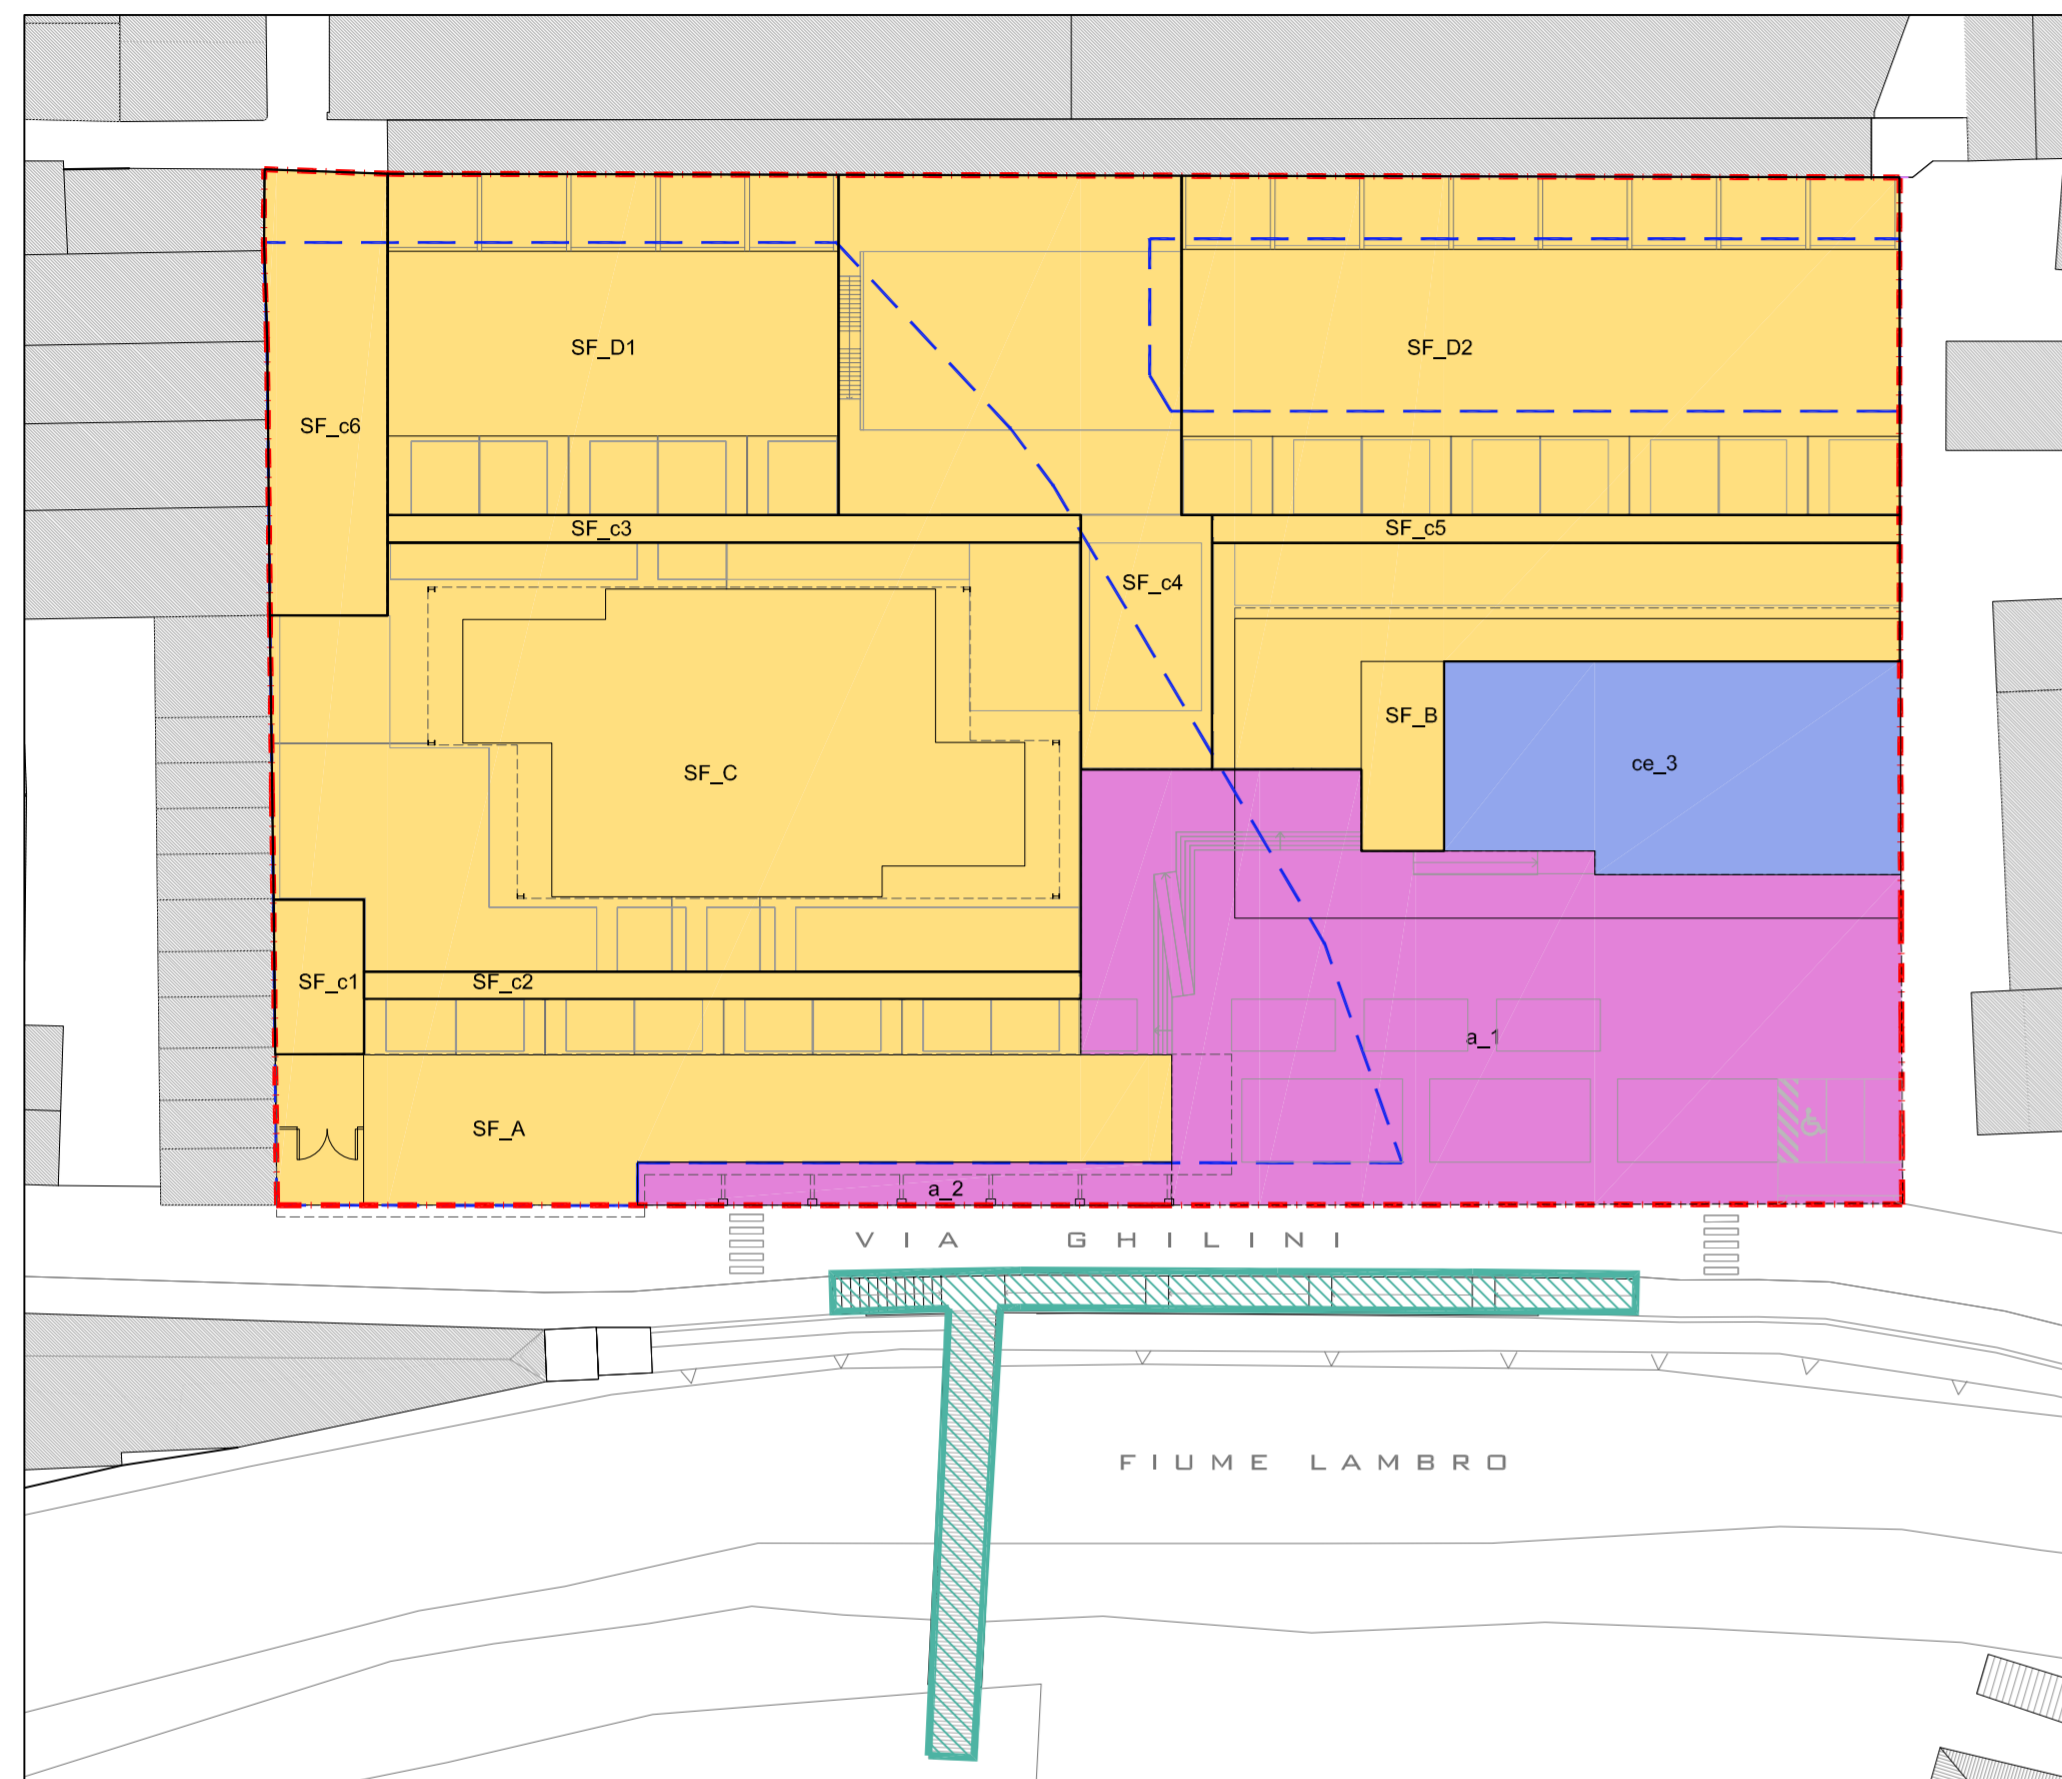 SF_D1
SF_D2
SF_c6
SF_c3
SF_c5
SF_c4
SF_B
ce_3
SF_C
SF_c1
SF_c2
a_1
SF_A
a_2
VIA GHILINI
FIUME LAMBRO